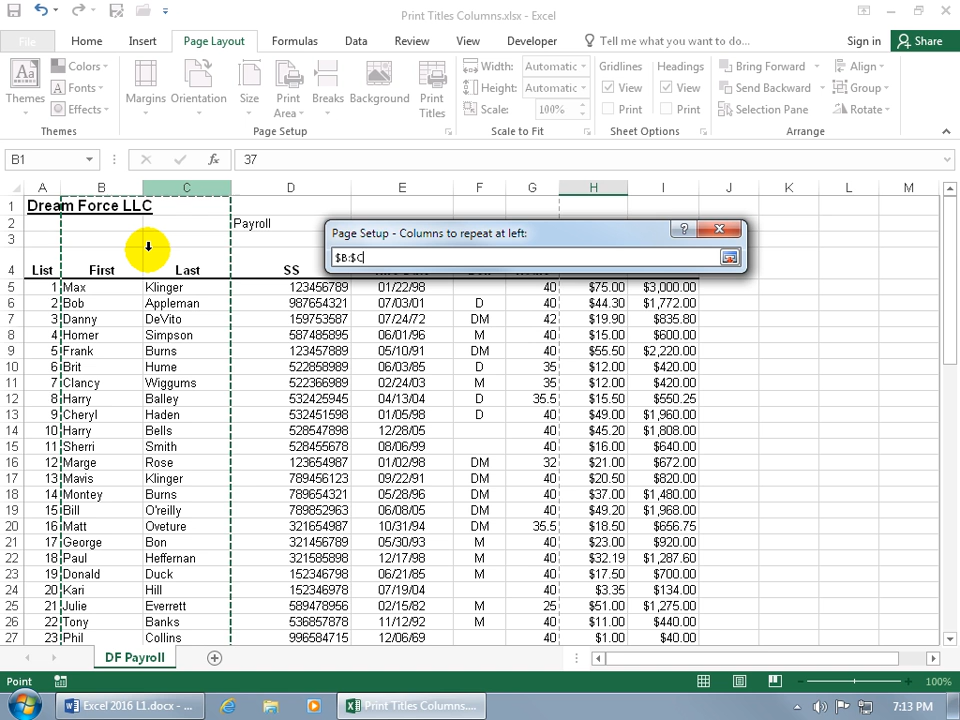 Print Titles Columns.xlsx - Excel
File Home Insert Page Layout Formulas Data Review View Developer Tell me what you want to do... Sign in Share
Themes Colors Fonts Effects Margins Orientation Size Print Area Breaks Background Print Titles Width: Automatic Height: Automatic Scale: 100% Gridlines View Print Headings View Print Bring Forward Send Backward Selection Pane Align Group Rotate
Themes Page Setup Scale to Fit Sheet Options Arrange
B1 fx 37
A B C D E F G H I J K L M
1 Dream Force LLC
2 Payroll
3
Page Setup - Columns to repeat at left:
$B:$C
4 List First Last SS
5 1 Max Klinger 123456789 01/22/98 40 $75.00 $3,000.00
6 2 Bob Appleman 987654321 07/03/01 D 40 $44.30 $1,772.00
7 3 Danny DeVito 159753587 07/24/72 DM 42 $19.90 $835.80
8 4 Homer Simpson 587485895 06/01/96 M 40 $15.00 $600.00
9 5 Frank Burns 123457889 05/10/91 DM 40 $55.50 $2,220.00
10 6 Brit Hume 522858989 06/03/85 D 35 $12.00 $420.00
11 7 Clancy Wiggums 522366989 02/24/03 M 35 $12.00 $420.00
12 8 Harry Balley 532425945 04/13/04 D 35.5 $15.50 $550.25
13 9 Cheryl Haden 532451598 01/05/98 D 40 $49.00 $1,960.00
14 10 Harry Bells 528547898 12/28/05 40 $45.20 $1,808.00
15 11 Sherri Smith 528455678 08/06/99 40 $16.00 $640.00
16 12 Marge Rose 123654987 01/02/98 DM 32 $21.00 $672.00
17 13 Mavis Klinger 789456123 09/22/91 DM 40 $20.50 $820.00
18 14 Montey Burns 789654321 05/28/96 DM 40 $37.00 $1,480.00
19 15 Bill O'reilly 789852963 06/08/05 DM 40 $49.20 $1,968.00
20 16 Matt Oveture 321654987 10/31/94 DM 35.5 $18.50 $656.75
21 17 George Bon 321456789 05/30/93 M 40 $23.00 $920.00
22 18 Paul Heffernan 321585898 12/17/98 M 40 $32.19 $1,287.60
23 19 Donald Duck 152346798 06/21/85 M 40 $17.50 $700.00
24 20 Kari Hill 152346978 07/19/04 40 $3.35 $134.00
25 21 Julie Everrett 589478956 02/15/82 M 25 $51.00 $1,275.00
26 22 Tony Banks 536857878 11/12/92 M 40 $11.00 $440.00
27 23 Phil Collins 996584715 12/06/69 40 $1.00 $40.00
DF Payroll
Point 100%
Excel 2016 L1.docx - ... Print Titles Columns.... 7:13 PM